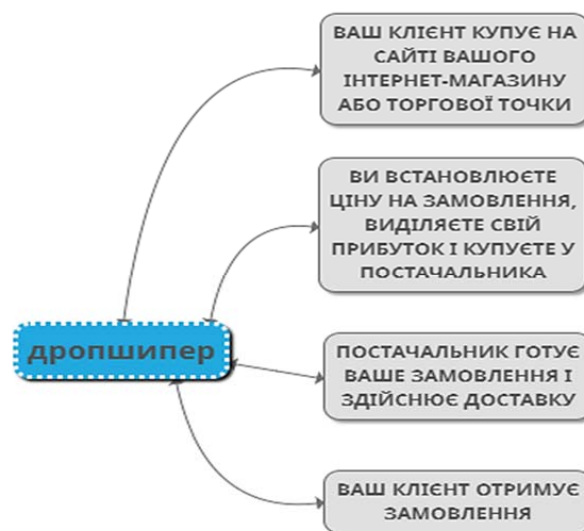 ВАШ КЛІЄНТ КУПУЄ НА
САЙТІ ВАШОГО
ІНТЕРНЕТ-МАГАЗИНУ
АБО ТОРГОВОЇ ТОЧКИ
ВИ ВСТАНОВЛЮЄТЕ
ЦІНУ НА ЗАМОВЛЕННЯ,
ВИДІЛЯЄТЕ СВІЙ
ПРИБУТОК І КУПУЄТЕ У
ПОСТАЧАЛЬНИКА
дропшипер
ПОСТАЧАЛЬНИК ГОТУЄ
ВАШЕ ЗАМОВЛЕННЯ І
ЗДІЙСНЮЄ ДОСТАВКУ
ВАШ КЛІЄНТ ОТРИМУЄ
ЗАМОВЛЕННЯ